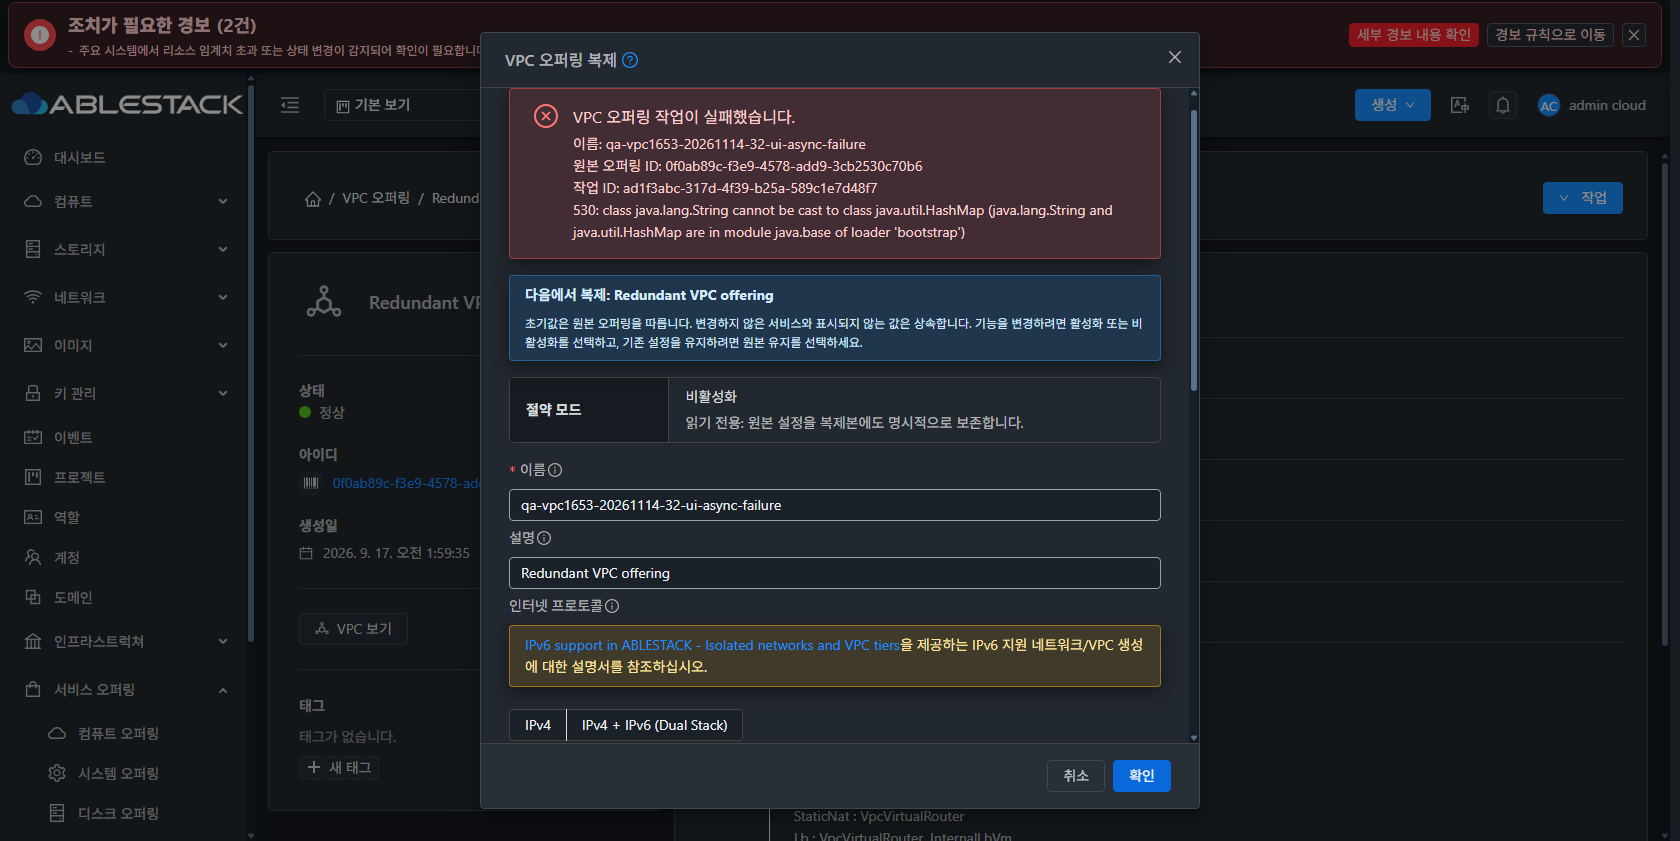 조치가 필요한 경보 (2건)
- 주요 시스템에서 리소스 임계치 초과 또는 상태 변경이 감지되어 확인이 필요합니다
세부 경보 내용 확인
경보 규칙으로 이동
ABLESTACK
기본 보기
생성
AC
admin cloud
대시보드
컴퓨트
스토리지
네트워크
이미지
키 관리
이벤트
프로젝트
역할
계정
도메인
인프라스트럭쳐
서비스 오퍼링
컴퓨트 오퍼링
시스템 오퍼링
디스크 오퍼링
/ VPC 오퍼링 /
작업
상태
정상
아이디
생성일
2026. 9. 17. 오전 1:59:35
VPC 보기
태그
태그가 없습니다.
+ 새 태그
VPC 오퍼링 복제
VPC 오퍼링 작업이 실패했습니다.
이름: qa-vpc1653-20261114-32-ui-async-failure
원본 오퍼링 ID: 0f0ab89c-f3e9-4578-add9-3cb2530c70b6
작업 ID: ad1f3abc-317d-4f39-b25a-589c1e7d48f7
530: class java.lang.String cannot be cast to class java.util.HashMap (java.lang.String and
java.util.HashMap are in module java.base of loader 'bootstrap')
다음에서 복제: Redundant VPC offering
초기값은 원본 오퍼링을 따릅니다. 변경하지 않은 서비스와 표시되지 않는 값은 상속합니다. 기능을 변경하려면 활성화 또는 비
활성화를 선택하고, 기존 설정을 유지하려면 원본 유지를 선택하세요.
절약 모드
비활성화
읽기 전용: 원본 설정을 복제본에도 명시적으로 보존합니다.
* 이름
qa-vpc1653-20261114-32-ui-async-failure
설명
Redundant VPC offering
인터넷 프로토콜
IPv6 support in ABLESTACK - Isolated networks and VPC tiers을 제공하는 IPv6 지원 네트워크/VPC 생성
에 대한 설명서를 참조하십시오.
IPv4
IPv4 + IPv6 (Dual Stack)
취소
확인
StaticNat : VpcVirtualRouter
Lb : VpcVirtualRouter, InternalLbVm